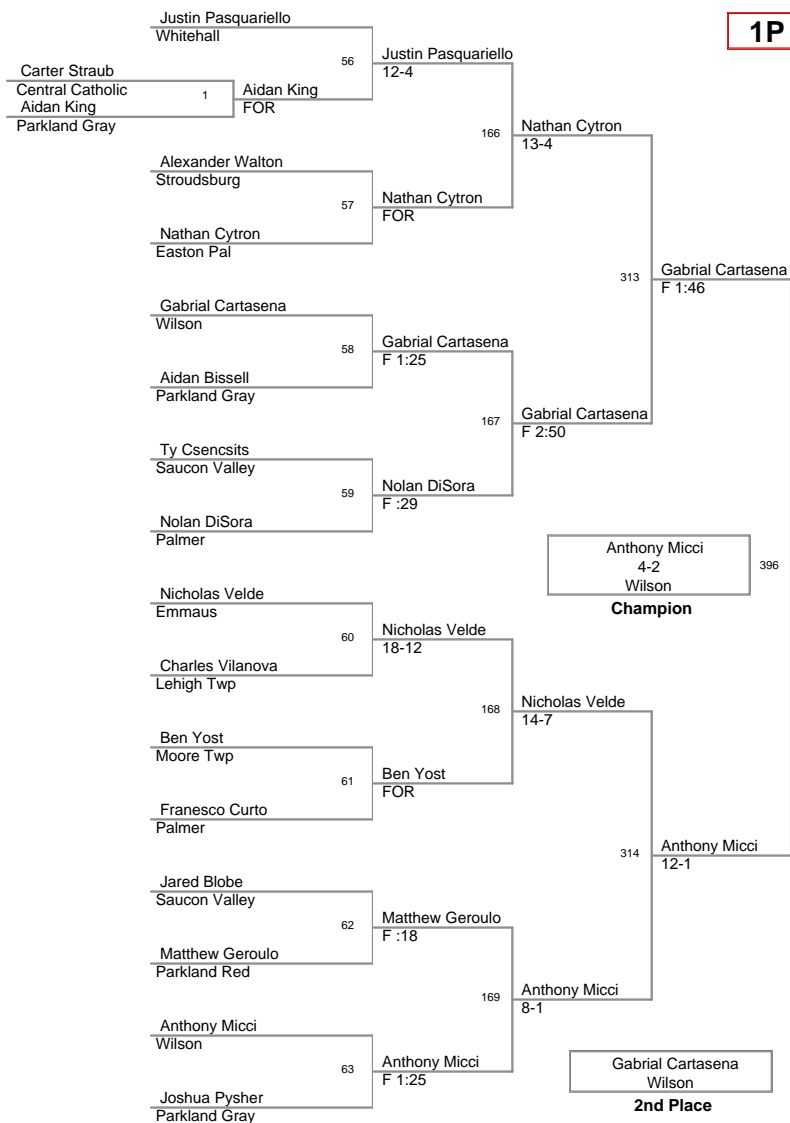 Justin Pasquariello
Whitehall
1P
56
Justin Pasquariello
12-4
Carter Straub
Central Catholic
1
Aidan King
FOR
Aidan King
Parkland Gray
166
Nathan Cytron
13-4
Alexander Walton
Stroudsburg
57
Nathan Cytron
FOR
Nathan Cytron
Easton Pal
313
Gabrial Cartasena
F 1:46
Gabrial Cartasena
Wilson
58
Gabrial Cartasena
F 1:25
Aidan Bissell
Parkland Gray
167
Gabrial Cartasena
F 2:50
Ty Csencsits
Saucon Valley
59
Nolan DiSora
F :29
Nolan DiSora
Palmer
Anthony Micci
4-2
Wilson
396
Champion
Nicholas Velde
Emmaus
60
Nicholas Velde
18-12
Charles Vilanova
Lehigh Twp
168
Nicholas Velde
14-7
Ben Yost
Moore Twp
61
Ben Yost
FOR
Franesco Curto
Palmer
314
Anthony Micci
12-1
Jared Blobe
Saucon Valley
62
Matthew Geroulo
F :18
Matthew Geroulo
Parkland Red
169
Anthony Micci
8-1
Anthony Micci
Wilson
63
Anthony Micci
F 1:25
Joshua Pysher
Parkland Gray
Gabrial Cartasena
Wilson
2nd Place